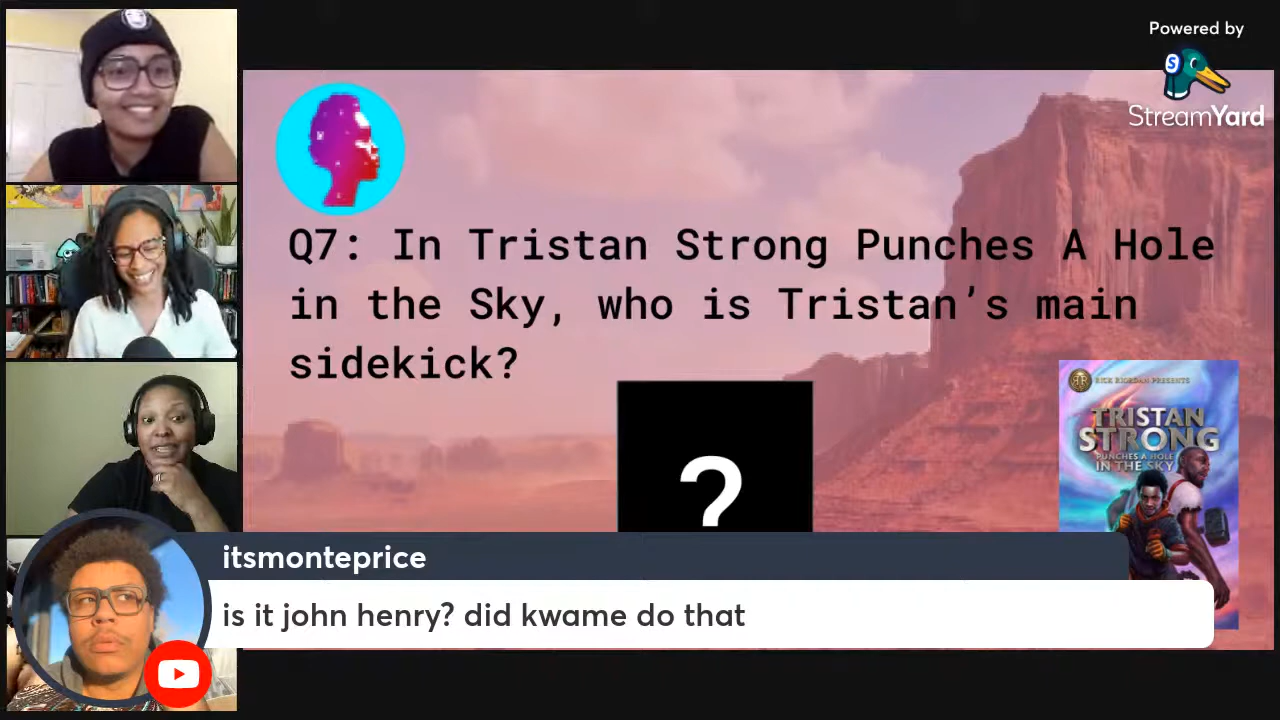 Powered by
StreamYard
Q7: In Tristan Strong Punches A Hole
in the Sky, who is Tristan’s main
sidekick?
?
RICK RIORDAN PRESENTS
TRISTAN
STRONG
PUNCHES A HOLE
IN THE SKY
itsmonteprice
is it john henry? did kwame do that